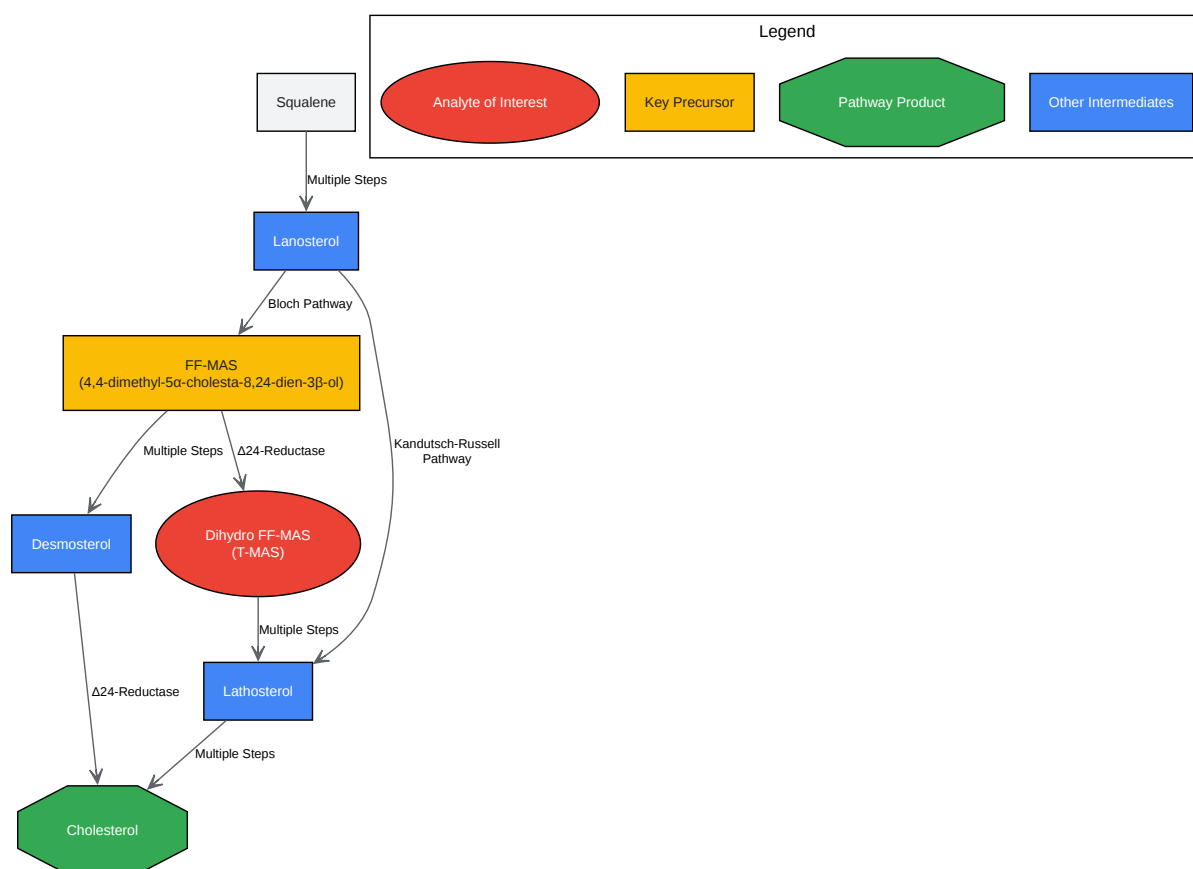 Legend
Squalene
Analyte of Interest
Key Precursor
Pathway Product
Other Intermediates
Multiple Steps
Lanosterol
Bloch Pathway
FF-MAS
(4,4-dimethyl-5α-cholesta-8,24-dien-3β-ol)
Kandutsch-Russell
Pathway
Multiple Steps
Δ24-Reductase
Desmosterol
Dihydro FF-MAS
(T-MAS)
Multiple Steps
Lathosterol
Δ24-Reductase
Multiple Steps
Cholesterol